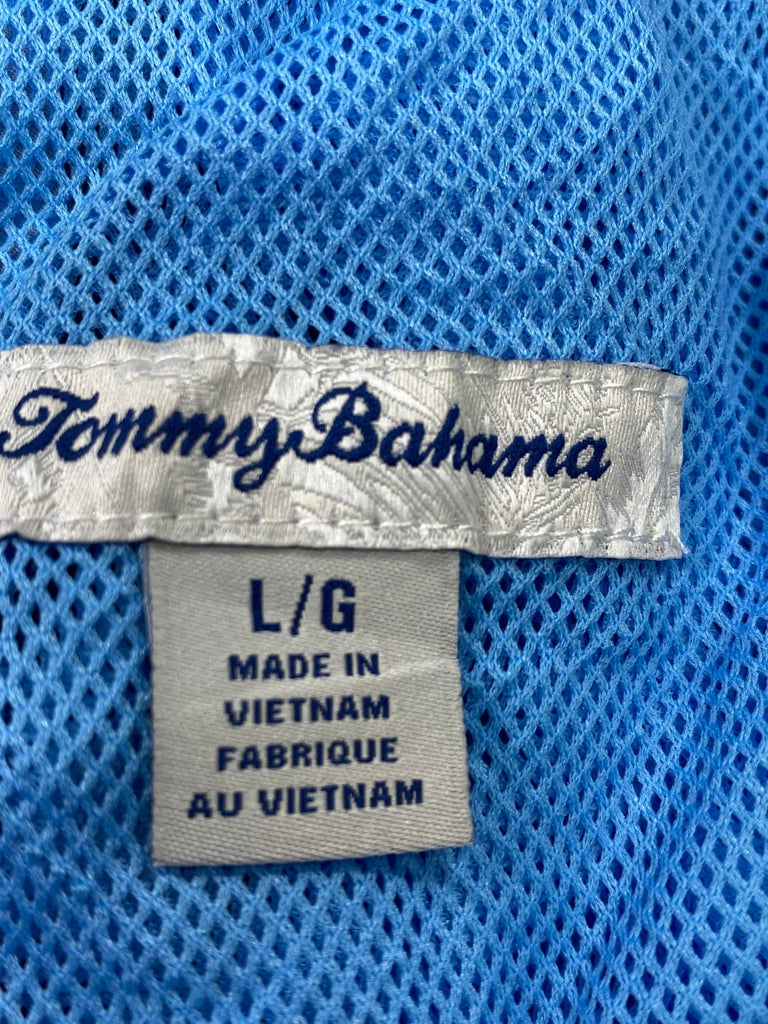 Tommy Bahama
L/G
MADE IN
VIETNAM
FABRIQUE
AU VIETNAM